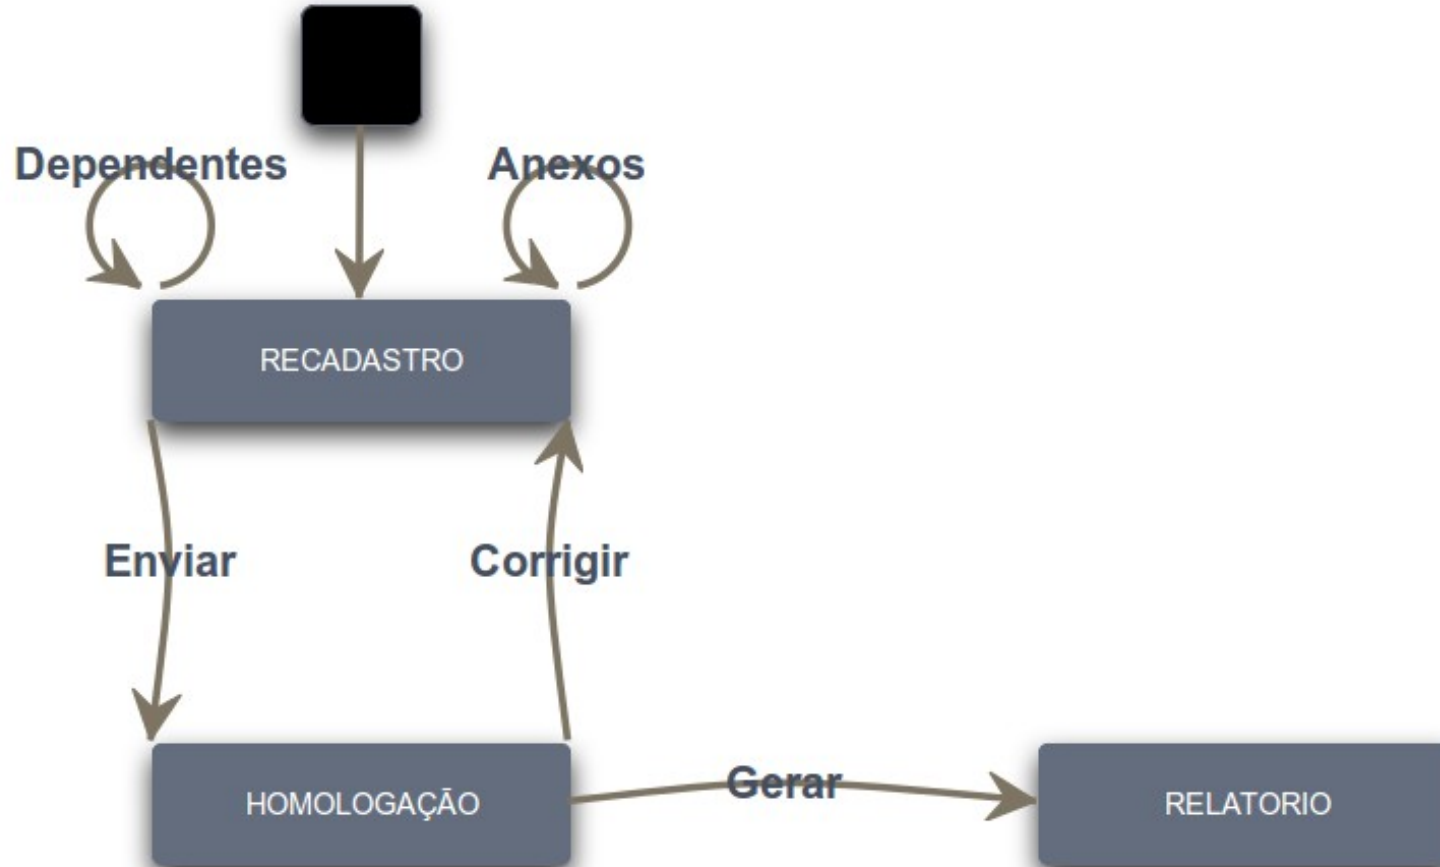 Dependentes
Anexos
RECADASTRO
Enviar
Corrigir
Gerar
HOMOLOGAÇÃO
RELATORIO